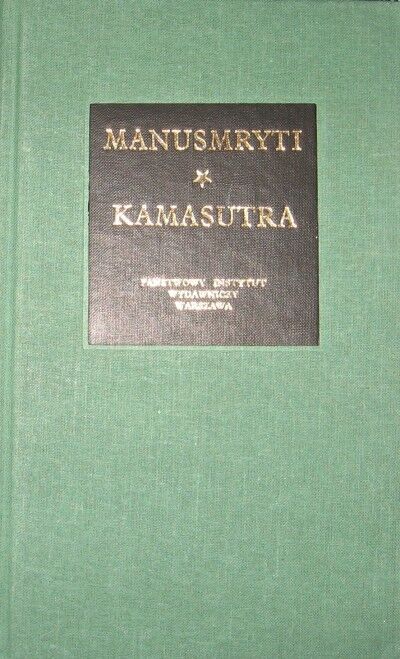 MANUSMRYTI
KAMASUTRA
PAŃSTWOWY INSTYTUT
WYDAWNICZY
WARSZAWA